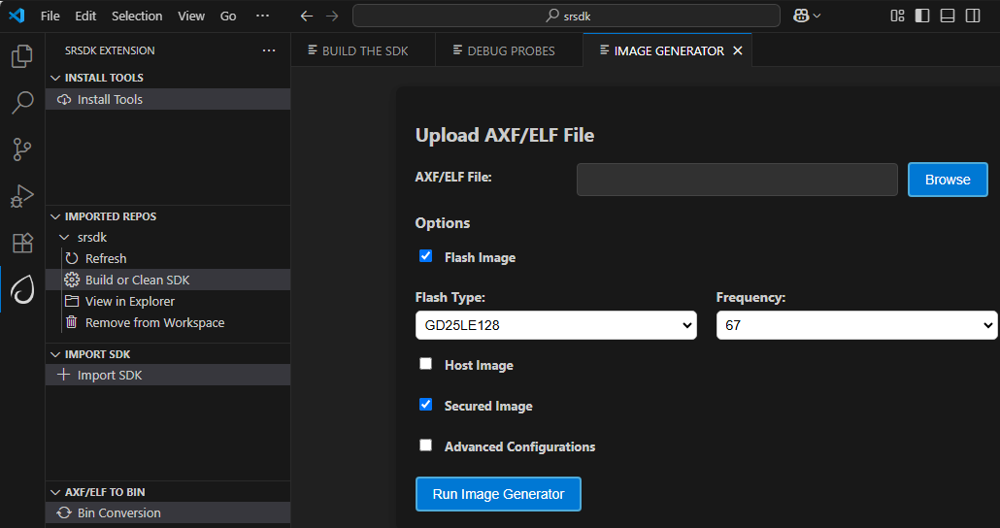 File Edit Selection View Go ··· srsdk
SRSDK EXTENSION ···
BUILD THE SDK DEBUG PROBES IMAGE GENERATOR
INSTALL TOOLS
Install Tools
IMPORTED REPOS
srsdk
Refresh
Build or Clean SDK
View in Explorer
Remove from Workspace
IMPORT SDK
Import SDK
AXF/ELF TO BIN
Bin Conversion
Upload AXF/ELF File
AXF/ELF File: Browse
Options
Flash Image
Flash Type: Frequency:
GD25LE128 67
Host Image
Secured Image
Advanced Configurations
Run Image Generator